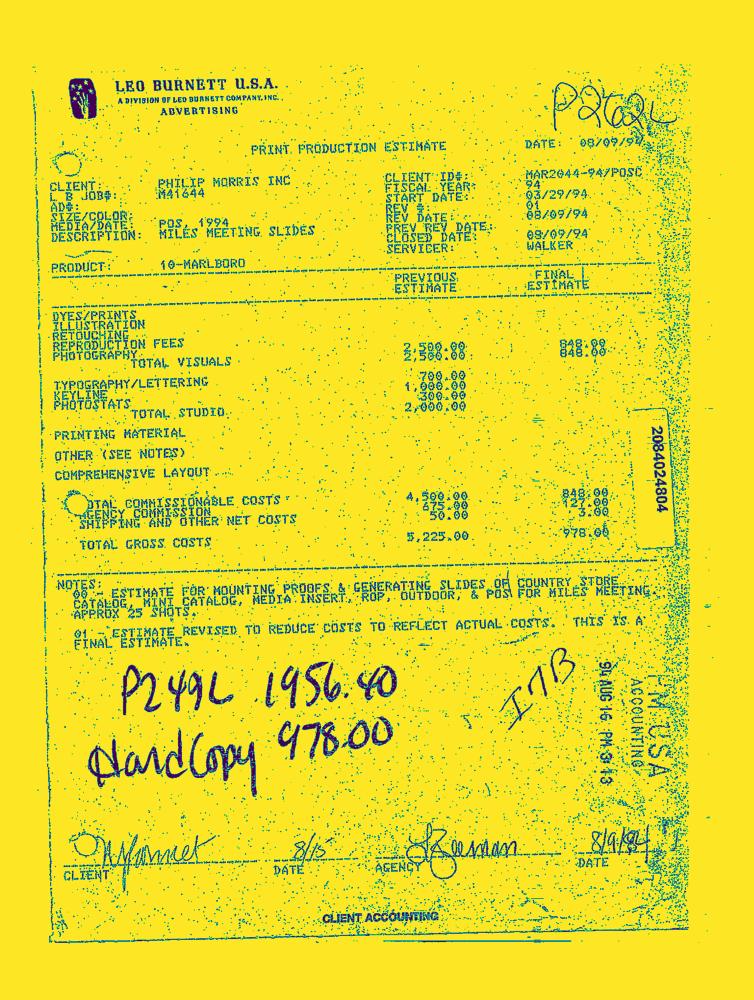 LEO BURNETT U.S.A.
A DIVISION OF LEO BURNETT COMPANY, INC.
ADVERTISING
P262L
PRINT PRODUCTION ESTIMATE
DATE: 08/09/94
CLIENT: PHILIP MORRIS INC
L B JOB#: M41644
AD#:
SIZE/COLOR:
MEDIA/DATE: POS, 1994
DESCRIPTION: MILES MEETING SLIDES
CLIENT ID#: MAR2044-94/POSC
FISCAL YEAR: 94
START DATE: 03/29/94
REV #: 01
REV DATE: 08/09/94
PREV REV DATE:
CLOSED DATE: 08/09/94
SERVICER: WALKER
PRODUCT: 10-MARLBORO
PREVIOUS ESTIMATE
FINAL ESTIMATE
DYES/PRINTS
ILLUSTRATION
RETOUCHING
REPRODUCTION FEES 2,500.00 848.00
PHOTOGRAPHY
TOTAL VISUALS 2,500.00 848.00
TYPOGRAPHY/LETTERING 700.00
KEYLINE 1,000.00
PHOTOSTATS 300.00
TOTAL STUDIO 2,000.00
PRINTING MATERIAL
OTHER (SEE NOTES)
COMPREHENSIVE LAYOUT
TOTAL COMMISSIONABLE COSTS 4,500.00 848.00
AGENCY COMMISSION 675.00 127.00
SHIPPING AND OTHER NET COSTS 50.00 3.00
TOTAL GROSS COSTS 5,225.00 978.00
2084024804
NOTES:
00 - ESTIMATE FOR MOUNTING PROOFS & GENERATING SLIDES OF COUNTRY STORE
CATALOG, MINT CATALOG, MEDIA INSERT, ROP, OUTDOOR, & POS FOR MILES MEETING.
APPROX 25 SHOTS.
01 - ESTIMATE REVISED TO REDUCE COSTS TO REFLECT ACTUAL COSTS. THIS IS A
FINAL ESTIMATE.
P249L 1956.40
HardCopy 978.00
ITB
PM USA
ACCOUNTING
94 AUG 16 PM 3:13
8/15
8/9/94
CLIENT
DATE
AGENCY
DATE
CLIENT ACCOUNTING